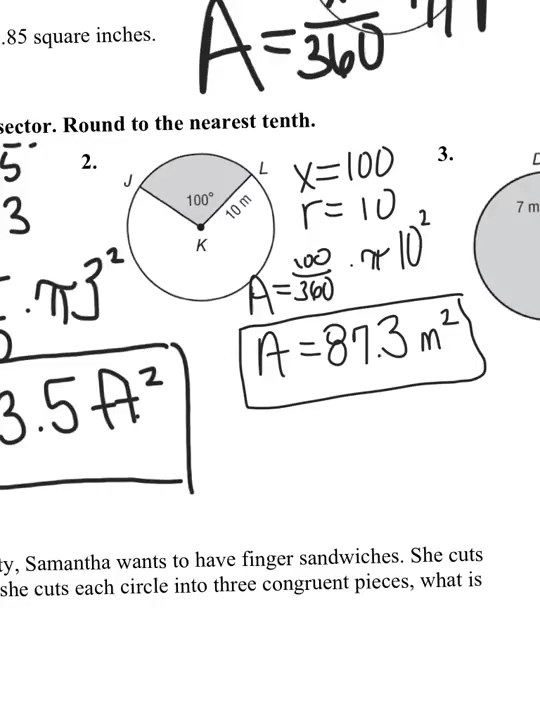 .85 square inches.
A = x/360 · π
sector. Round to the nearest tenth.
5
3
· π3²
3.5 ft²
2.
J
L
100°
10 m
K
x = 100
r = 10
A = 100/360 · π10²
A = 87.3 m²
3.
D
7 m
ty, Samantha wants to have finger sandwiches. She cuts
she cuts each circle into three congruent pieces, what is